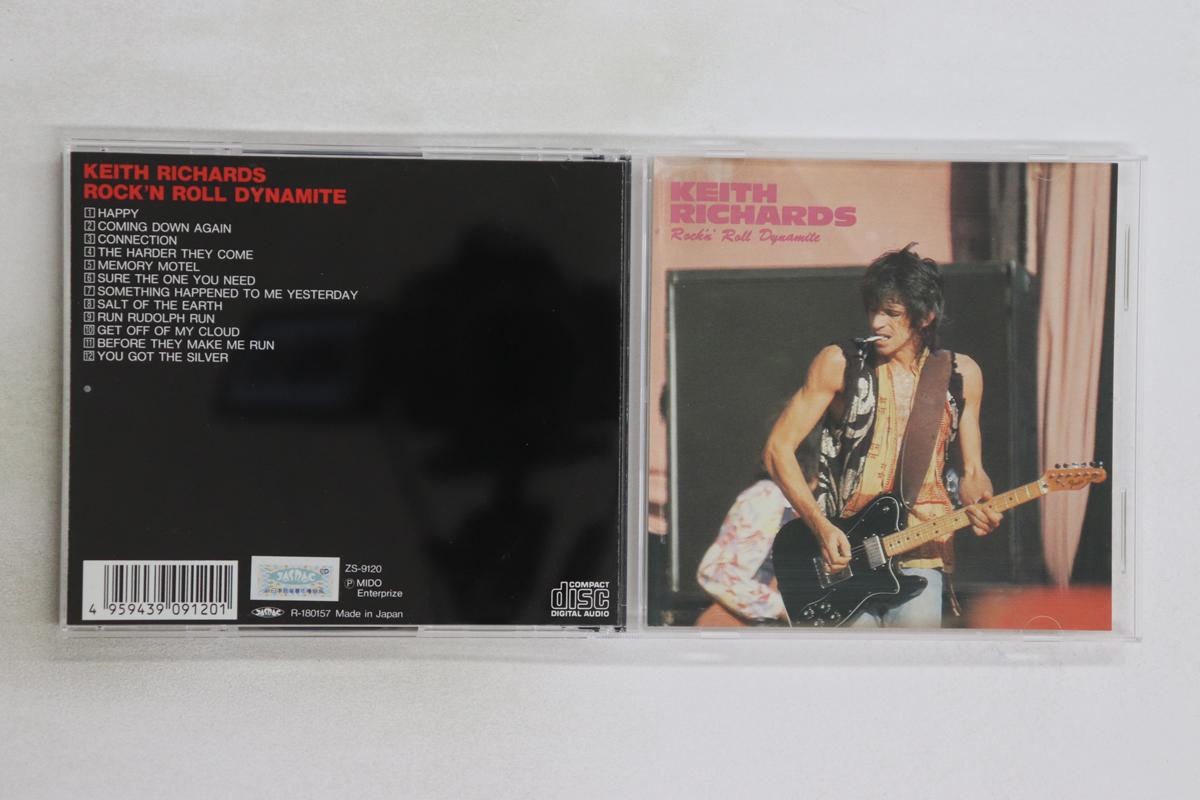 KEITH RICHARDS
ROCK'N ROLL DYNAMITE
1 HAPPY
2 COMING DOWN AGAIN
3 CONNECTION
4 THE HARDER THEY COME
5 MEMORY MOTEL
6 SURE THE ONE YOU NEED
7 SOMETHING HAPPENED TO ME YESTERDAY
8 SALT OF THE EARTH
9 RUN RUDOLPH RUN
10 GET OFF OF MY CLOUD
11 BEFORE THEY MAKE ME RUN
12 YOU GOT THE SILVER
4 959439 091201
JASRAC
ZS-9120
Ⓟ MIDO
Enterprize
JASRAC R-180157 Made in Japan
COMPACT
disc
DIGITAL AUDIO
KEITH
RICHARDS
Rock'n' Roll Dynamite